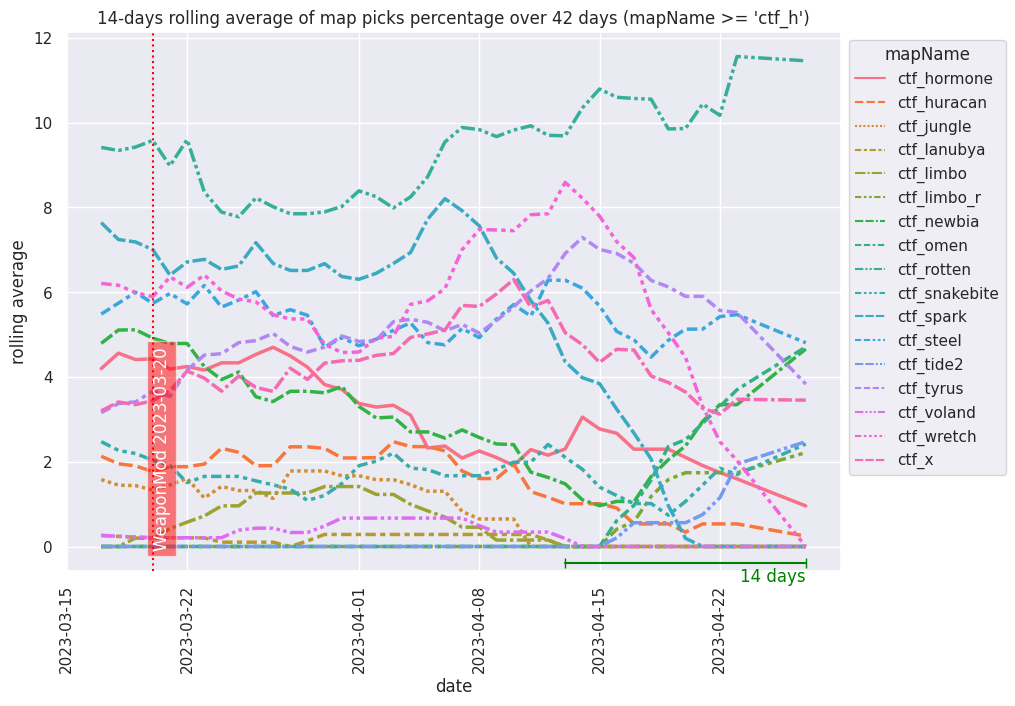 14-days rolling average of map picks percentage over 42 days (mapName >= 'ctf_h')
12
10
8
6
4
2
0
rolling average
WeaponMod 2023-03-20
14 days
2023-03-15
2023-03-22
2023-04-01
2023-04-08
2023-04-15
2023-04-22
date
mapName
ctf_hormone
ctf_huracan
ctf_jungle
ctf_lanubya
ctf_limbo
ctf_limbo_r
ctf_newbia
ctf_omen
ctf_rotten
ctf_snakebite
ctf_spark
ctf_steel
ctf_tide2
ctf_tyrus
ctf_voland
ctf_wretch
ctf_x